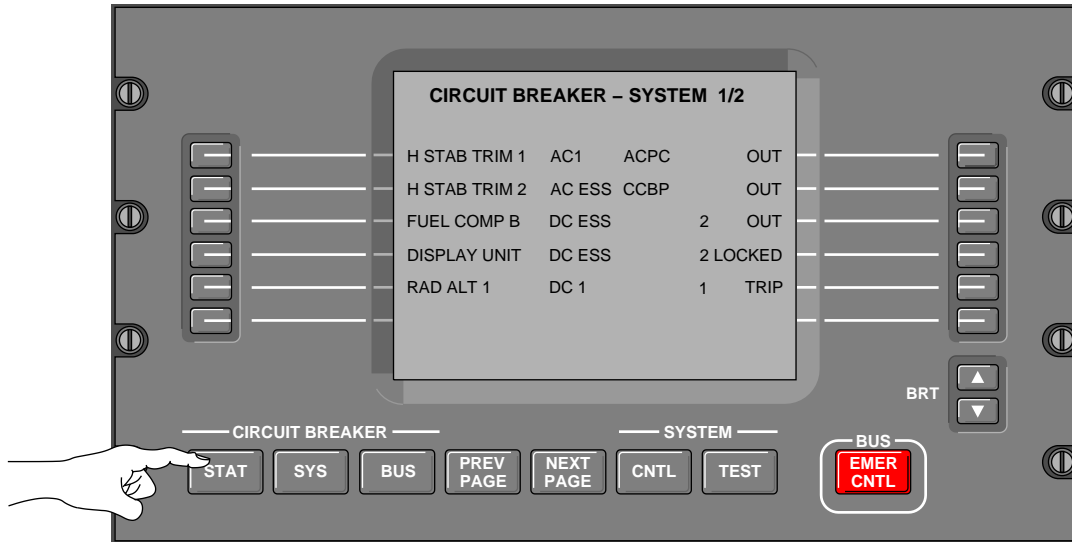 CIRCUIT BREAKER – SYSTEM 1/2
H STAB TRIM 1 AC1 ACPC OUT
H STAB TRIM 2 AC ESS CCBP OUT
FUEL COMP B DC ESS 2 OUT
DISPLAY UNIT DC ESS 2 LOCKED
RAD ALT 1 DC 1 1 TRIP
BRT
CIRCUIT BREAKER
SYSTEM
BUS
STAT
SYS
BUS
PREV
PAGE
NEXT
PAGE
CNTL
TEST
EMER
CNTL